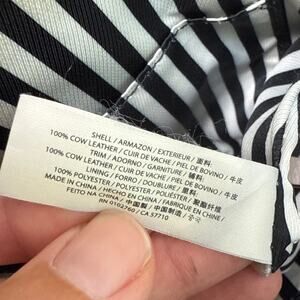 SHELL / ARMAZON / EXTERIEUR / 面料
100% COW LEATHER / CUIR DE VACHE / PIEL DE BOVINO / 牛皮
TRIM / ADORNO / GARNITURE / 辅料
100% COW LEATHER / CUIR DE VACHE / PIEL DE BOVINO / 牛皮
LINING / FORRO / DOUBLURE / 里料
100% POLYESTER / POLYESTER / POLIÉSTER / 聚酯纤维
MADE IN CHINA / HECHO EN CHINA / FABRIQUE EN CHINE /
FEITO NA CHINA / 中国製 / 中国制造 / 중국
RN 0102760 / CA 57710